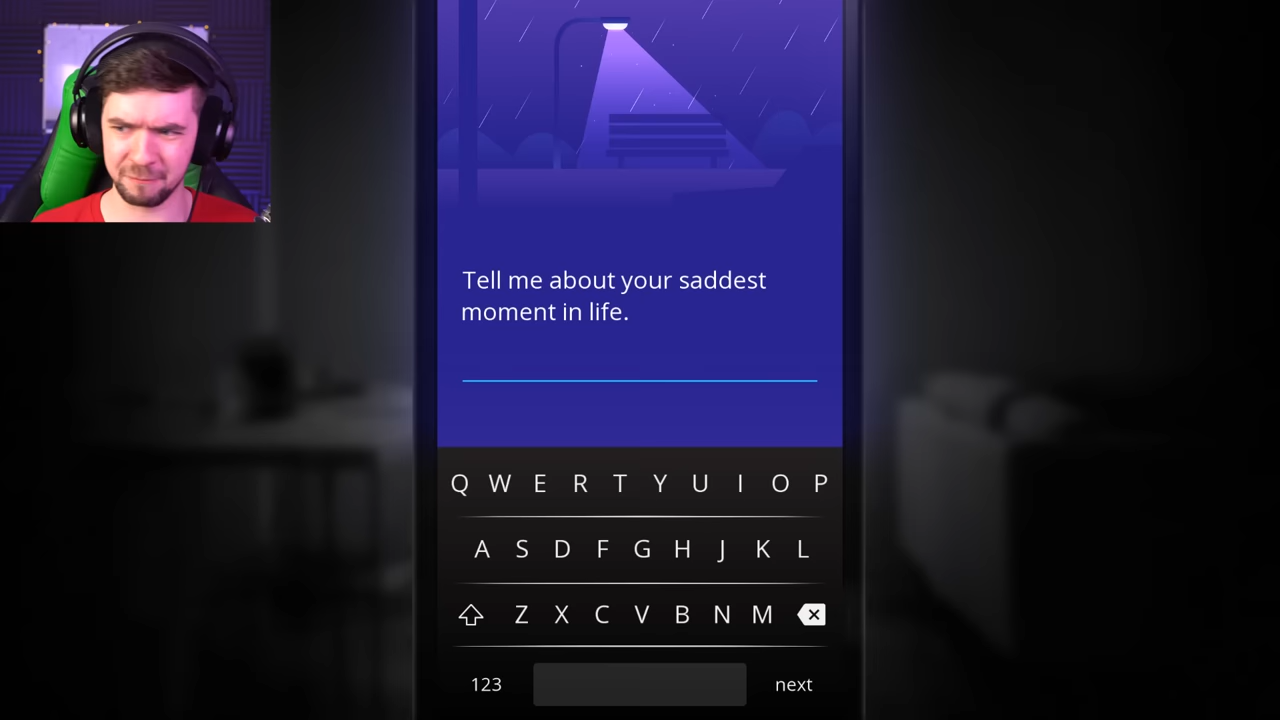 Tell me about your saddest
moment in life.
Q W E R T Y U I O P
A S D F G H J K L
Z X C V B N M
123 next